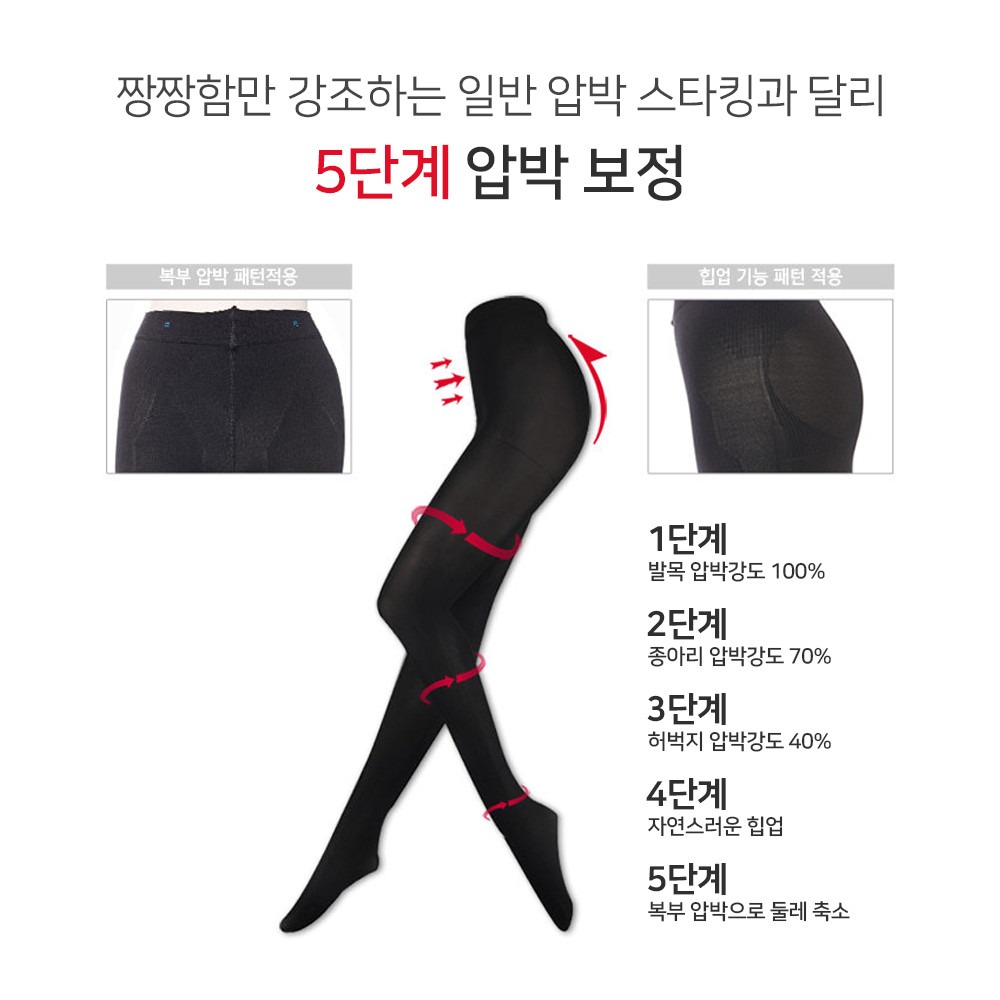 짱짱함만 강조하는 일반 압박 스타킹과 달리
5단계 압박 보정
복부 압박 패턴적용
힙업 기능 패턴 적용
1단계
발목 압박강도 100%
2단계
종아리 압박강도 70%
3단계
허벅지 압박강도 40%
4단계
자연스러운 힙업
5단계
복부 압박으로 둘레 축소